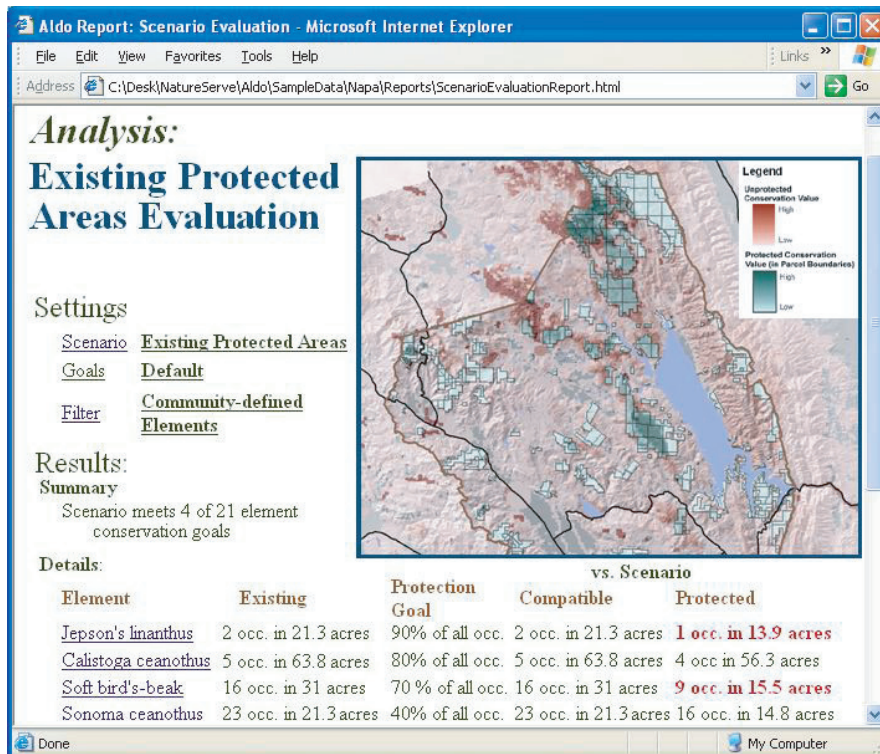 Aldo Report: Scenario Evaluation - Microsoft Internet Explorer
File Edit View Favorites Tools Help Links »
Address C:\Desk\NatureServe\Aldo\SampleData\Napa\Reports\ScenarioEvaluationReport.html Go
Analysis:
Existing Protected
Areas Evaluation
Legend
Unprotected
Conservation Value
High
Low
Protected Conservation
Value (in Parcel Boundaries)
High
Low
Settings
Scenario Existing Protected Areas
Goals Default
Filter Community-defined
Elements
Results:
Summary
Scenario meets 4 of 21 element
conservation goals
Details:
vs. Scenario
Element Existing Protection
Goal Compatible Protected
Jepson's linanthus 2 occ. in 21.3 acres 90% of all occ. 2 occ. in 21.3 acres 1 occ. in 13.9 acres
Calistoga ceanothus 5 occ. in 63.8 acres 80% of all occ. 5 occ. in 63.8 acres 4 occ in 56.3 acres
Soft bird's-beak 16 occ. in 31 acres 70 % of all occ. 16 occ. in 31 acres 9 occ. in 15.5 acres
Sonoma ceanothus 23 occ. in 21.3 acres 40% of all occ. 23 occ. in 21.3 acres 16 occ. in 14.8 acres
Done My Computer